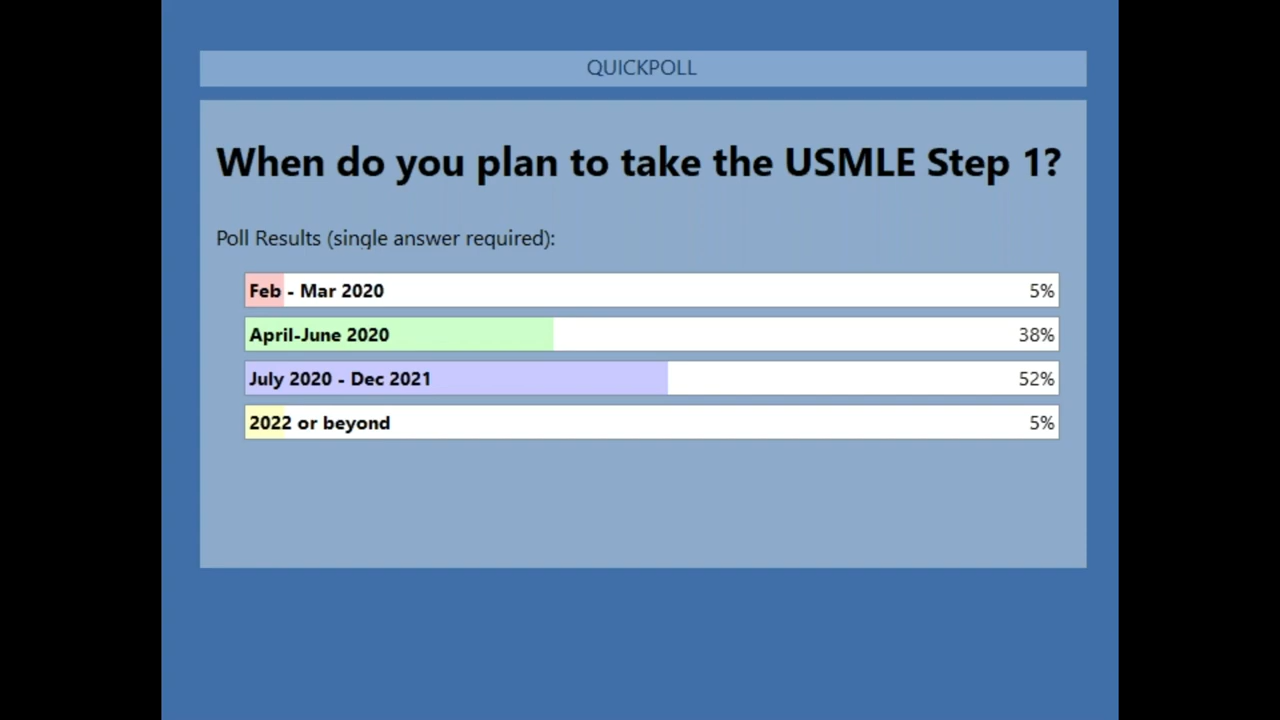 QUICKPOLL
When do you plan to take the USMLE Step 1?
Poll Results (single answer required):
Feb - Mar 2020 5%
April-June 2020 38%
July 2020 - Dec 2021 52%
2022 or beyond 5%